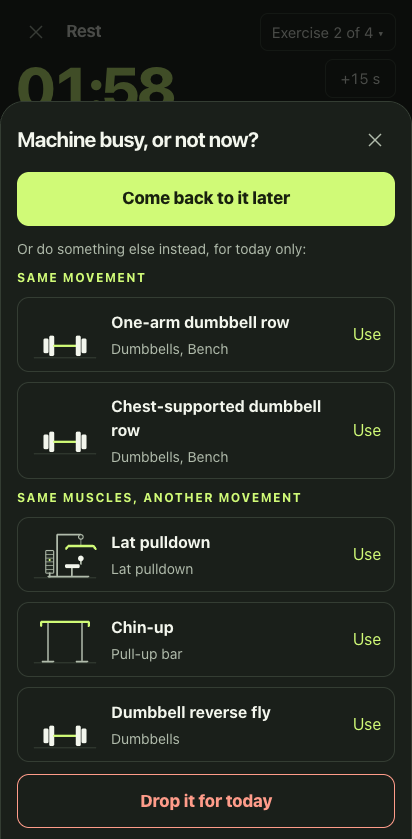 Rest
Exercise 2 of 4
01:58
+15 s
Machine busy, or not now?
Come back to it later
Or do something else instead, for today only:
SAME MOVEMENT
One-arm dumbbell row
Dumbbells, Bench
Use
Chest-supported dumbbell
row
Dumbbells, Bench
Use
SAME MUSCLES, ANOTHER MOVEMENT
Lat pulldown
Lat pulldown
Use
Chin-up
Pull-up bar
Use
Dumbbell reverse fly
Dumbbells
Use
Drop it for today